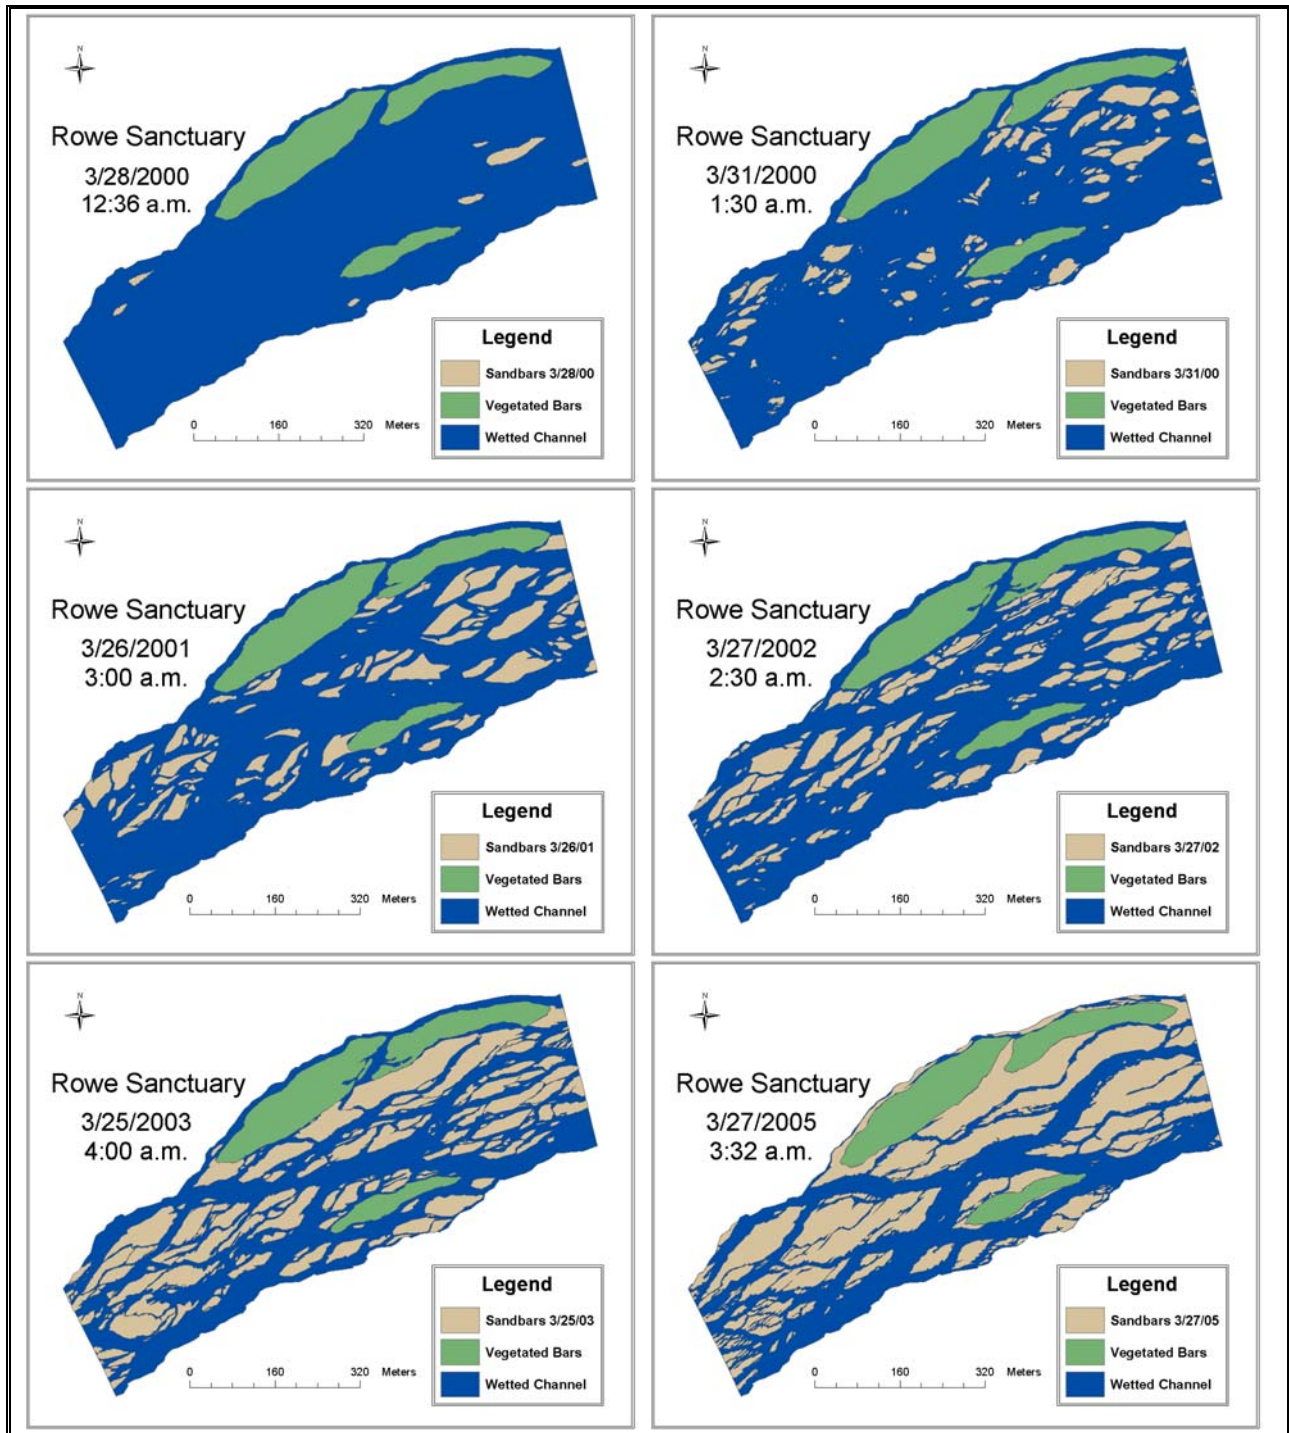 N
Rowe Sanctuary
3/28/2000
12:36 a.m.
Legend
Sandbars 3/28/00
Vegetated Bars
Wetted Channel
0 160 320 Meters
N
Rowe Sanctuary
3/31/2000
1:30 a.m.
Legend
Sandbars 3/31/00
Vegetated Bars
Wetted Channel
0 160 320 Meters
N
Rowe Sanctuary
3/26/2001
3:00 a.m.
Legend
Sandbars 3/26/01
Vegetated Bars
Wetted Channel
0 160 320 Meters
N
Rowe Sanctuary
3/27/2002
2:30 a.m.
Legend
Sandbars 3/27/02
Vegetated Bars
Wetted Channel
0 160 320 Meters
N
Rowe Sanctuary
3/25/2003
4:00 a.m.
Legend
Sandbars 3/25/03
Vegetated Bars
Wetted Channel
0 160 320 Meters
N
Rowe Sanctuary
3/27/2005
3:32 a.m.
Legend
Sandbars 3/27/05
Vegetated Bars
Wetted Channel
0 160 320 Meters